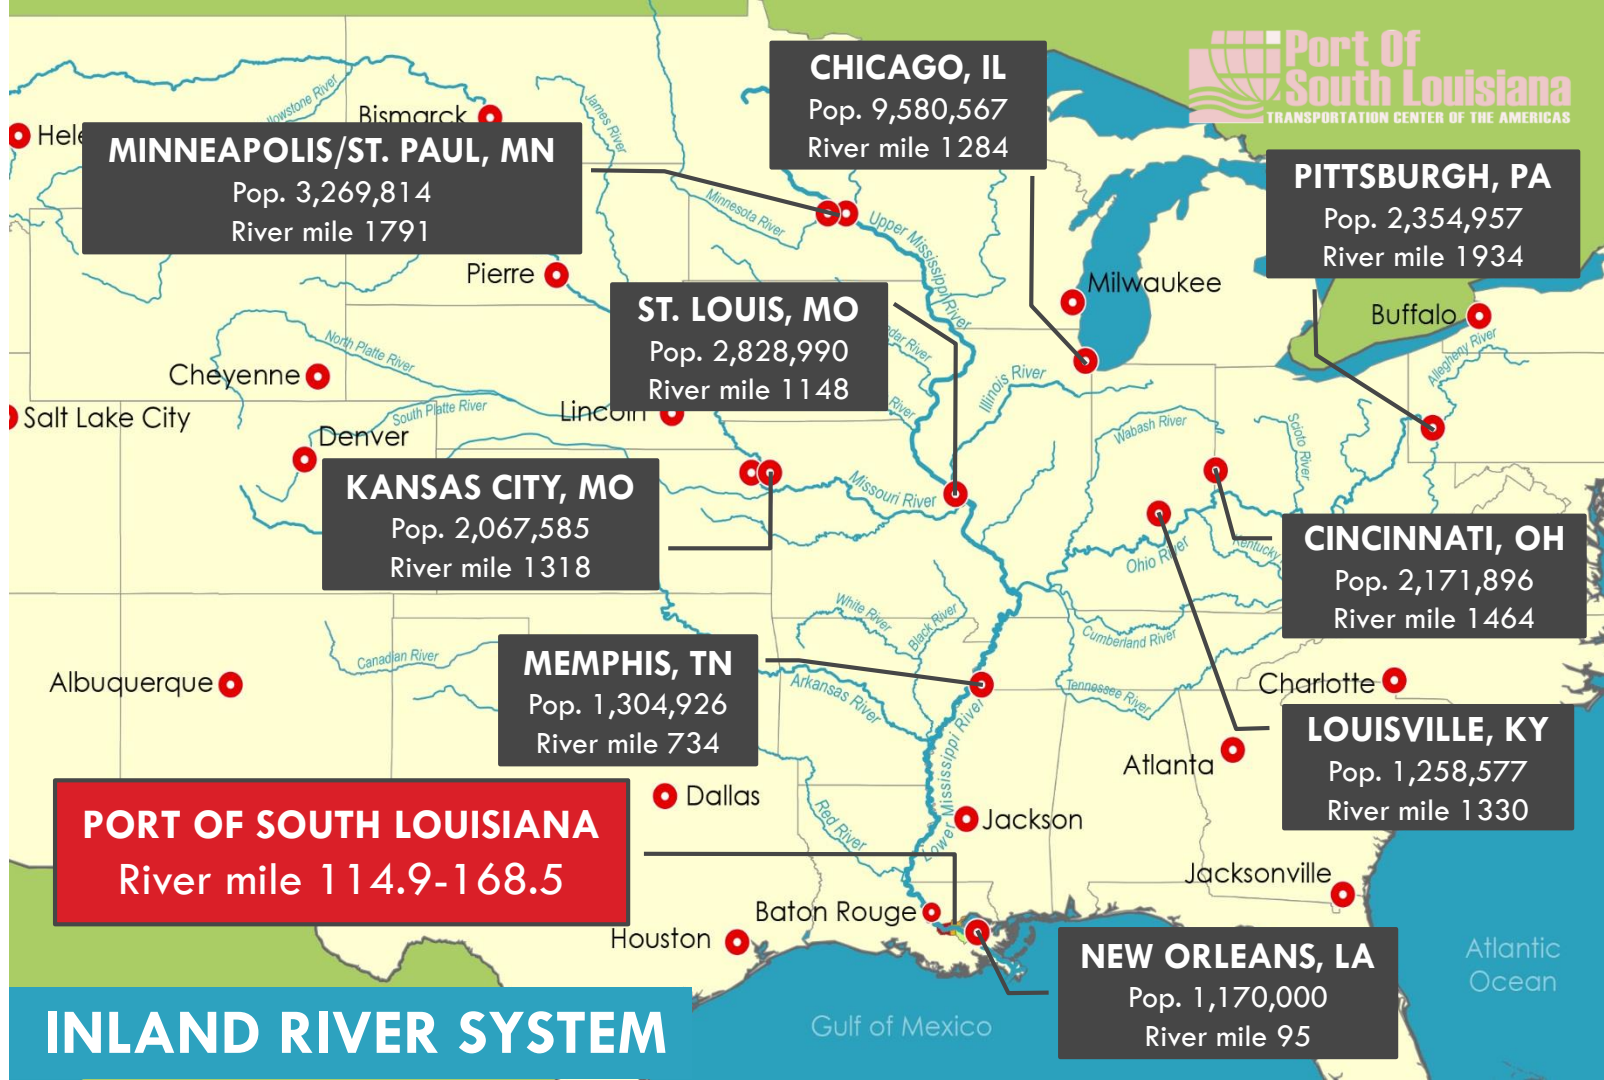 Port Of
South Louisiana
TRANSPORTATION CENTER OF THE AMERICAS
CHICAGO, IL
Pop. 9,580,567
River mile 1284
MINNEAPOLIS/ST. PAUL, MN
Pop. 3,269,814
River mile 1791
PITTSBURGH, PA
Pop. 2,354,957
River mile 1934
ST. LOUIS, MO
Pop. 2,828,990
River mile 1148
KANSAS CITY, MO
Pop. 2,067,585
River mile 1318
CINCINNATI, OH
Pop. 2,171,896
River mile 1464
MEMPHIS, TN
Pop. 1,304,926
River mile 734
LOUISVILLE, KY
Pop. 1,258,577
River mile 1330
PORT OF SOUTH LOUISIANA
River mile 114.9-168.5
NEW ORLEANS, LA
Pop. 1,170,000
River mile 95
INLAND RIVER SYSTEM
Bismarck
Pierre
Milwaukee
Buffalo
Cheyenne
Salt Lake City
Lincoln
Denver
Albuquerque
Charlotte
Atlanta
Dallas
Jackson
Jacksonville
Baton Rouge
Houston
James River
Minnesota River
Upper Mississippi River
North Platte River
South Platte River
River
Illinois River
Allegheny River
Wabash River
Scioto River
Missouri River
Ohio River
Kentucky
White River
Black River
Cumberland River
Canadian River
Arkansas River
Tennessee River
Lower Mississippi River
Red River
Gulf of Mexico
Atlantic
Ocean